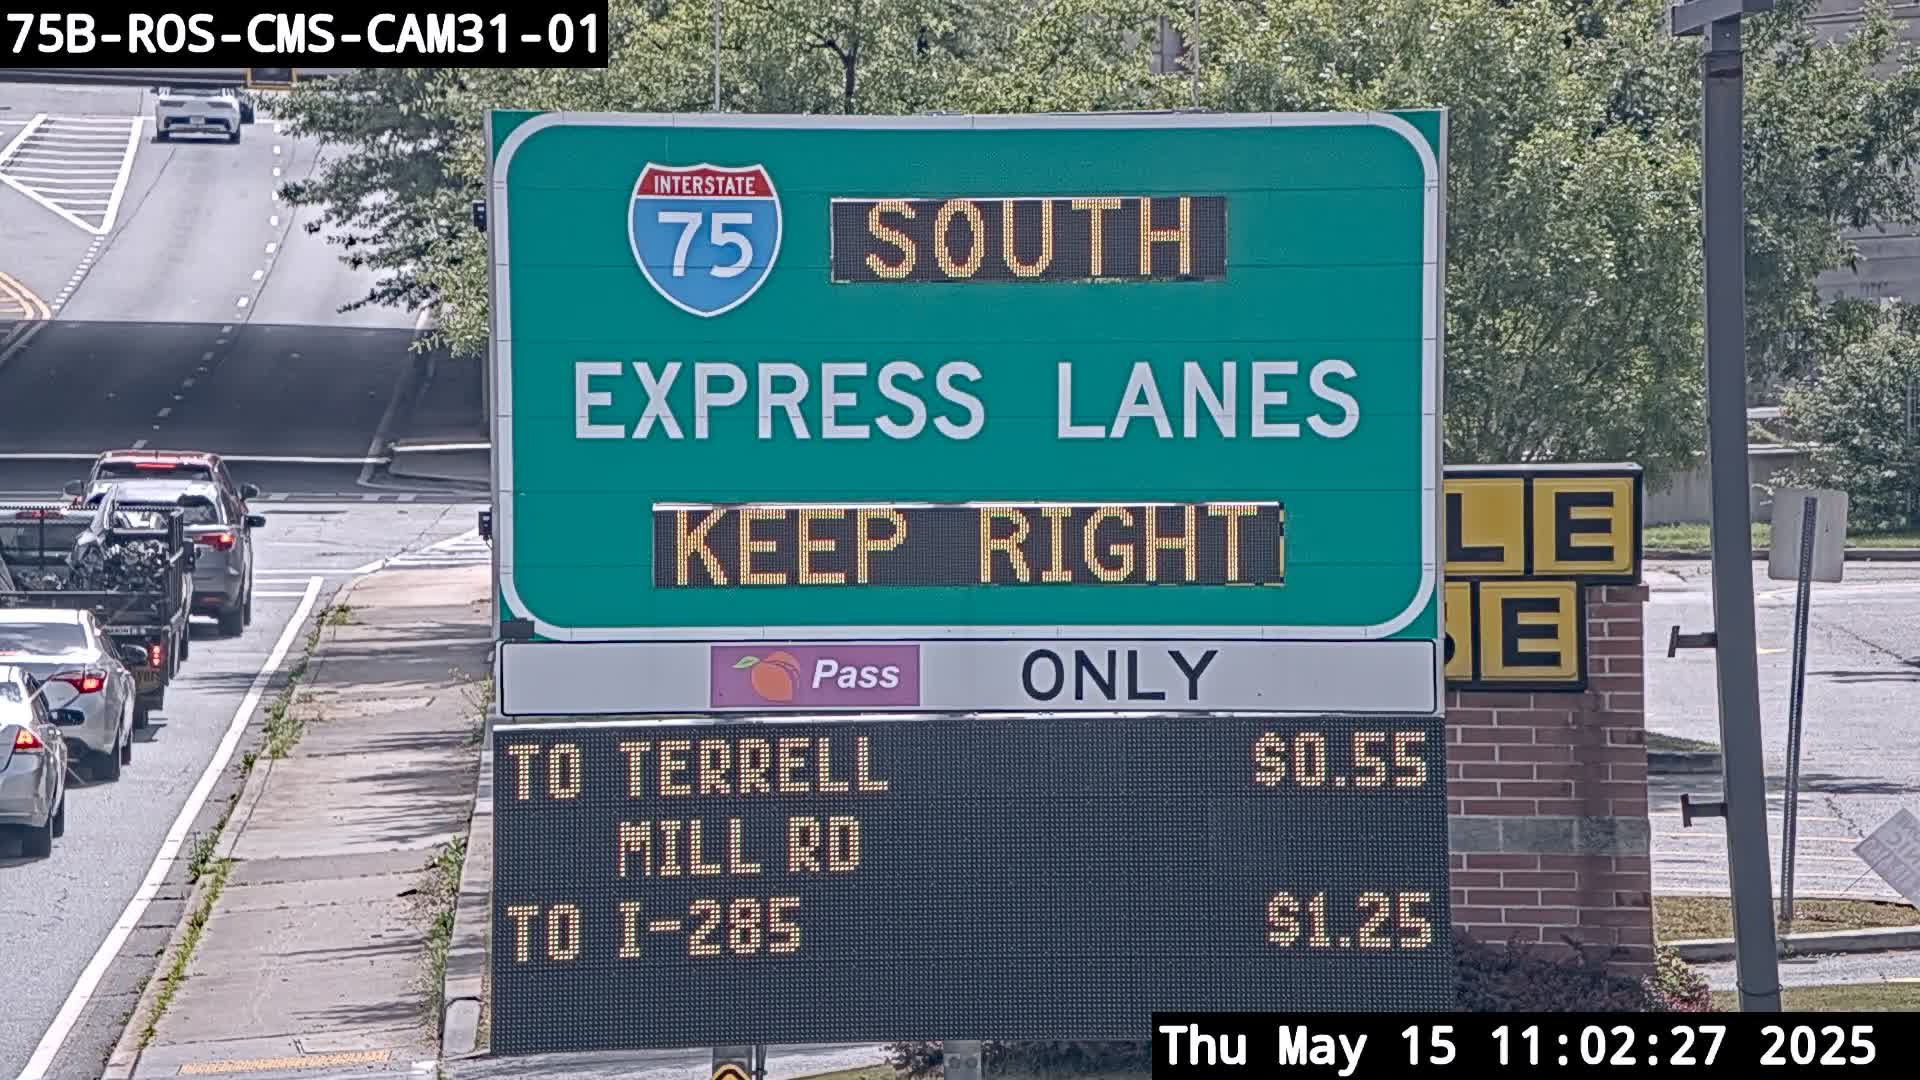 75B-ROS-CMS-CAM31-01
INTERSTATE
75
SOUTH
EXPRESS LANES
KEEP RIGHT
Pass ONLY
TO TERRELL $0.55
MILL RD
TO I-285 $1.25
LE
E
Thu May 15 11:02:27 2025